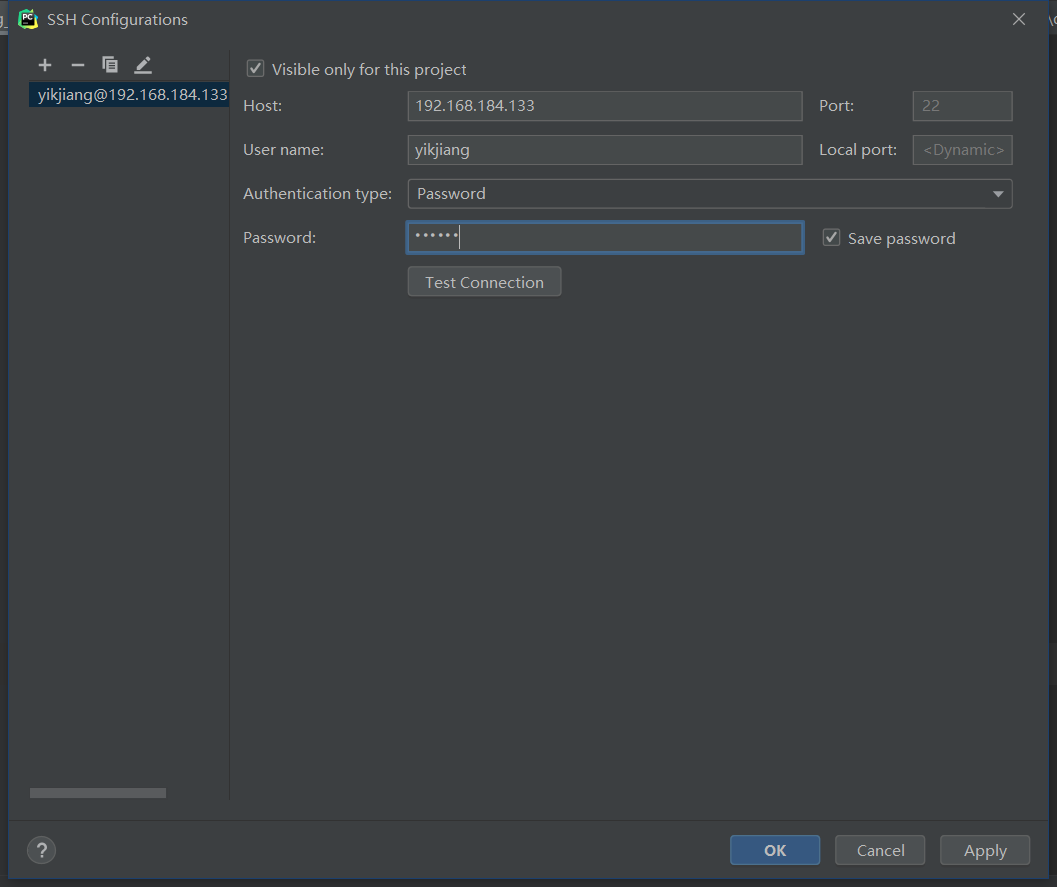 PC
SSH Configurations
yikjiang@192.168.184.133
Visible only for this project
Host: 192.168.184.133 Port: 22
User name: yikjiang Local port: <Dynamic>
Authentication type: Password
Password: •••••• Save password
Test Connection
? OK Cancel Apply